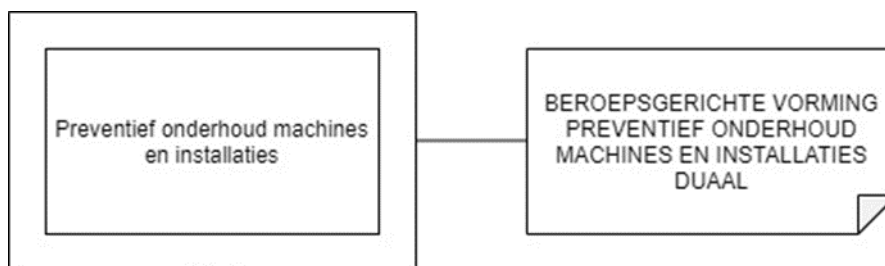 Preventief onderhoud machines
en installaties
BEROEPSGERICHTE VORMING
PREVENTIEF ONDERHOUD
MACHINES EN INSTALLATIES
DUAAL